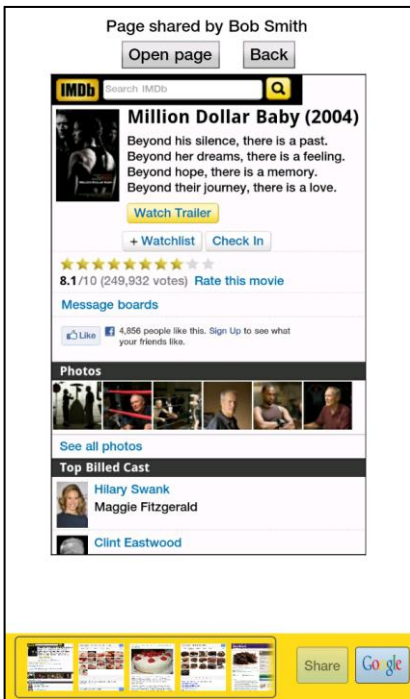 Page shared by Bob Smith
Open page Back
IMDb Search IMDb
Million Dollar Baby (2004)
Beyond his silence, there is a past.
Beyond her dreams, there is a feeling.
Beyond hope, there is a memory.
Beyond their journey, there is a love.
Watch Trailer
+ Watchlist Check In
8.1/10 (249,932 votes) Rate this movie
Message boards
Like 4,856 people like this. Sign Up to see what
your friends like.
Photos
See all photos
Top Billed Cast
Hilary Swank
Maggie Fitzgerald
Clint Eastwood
Share Google